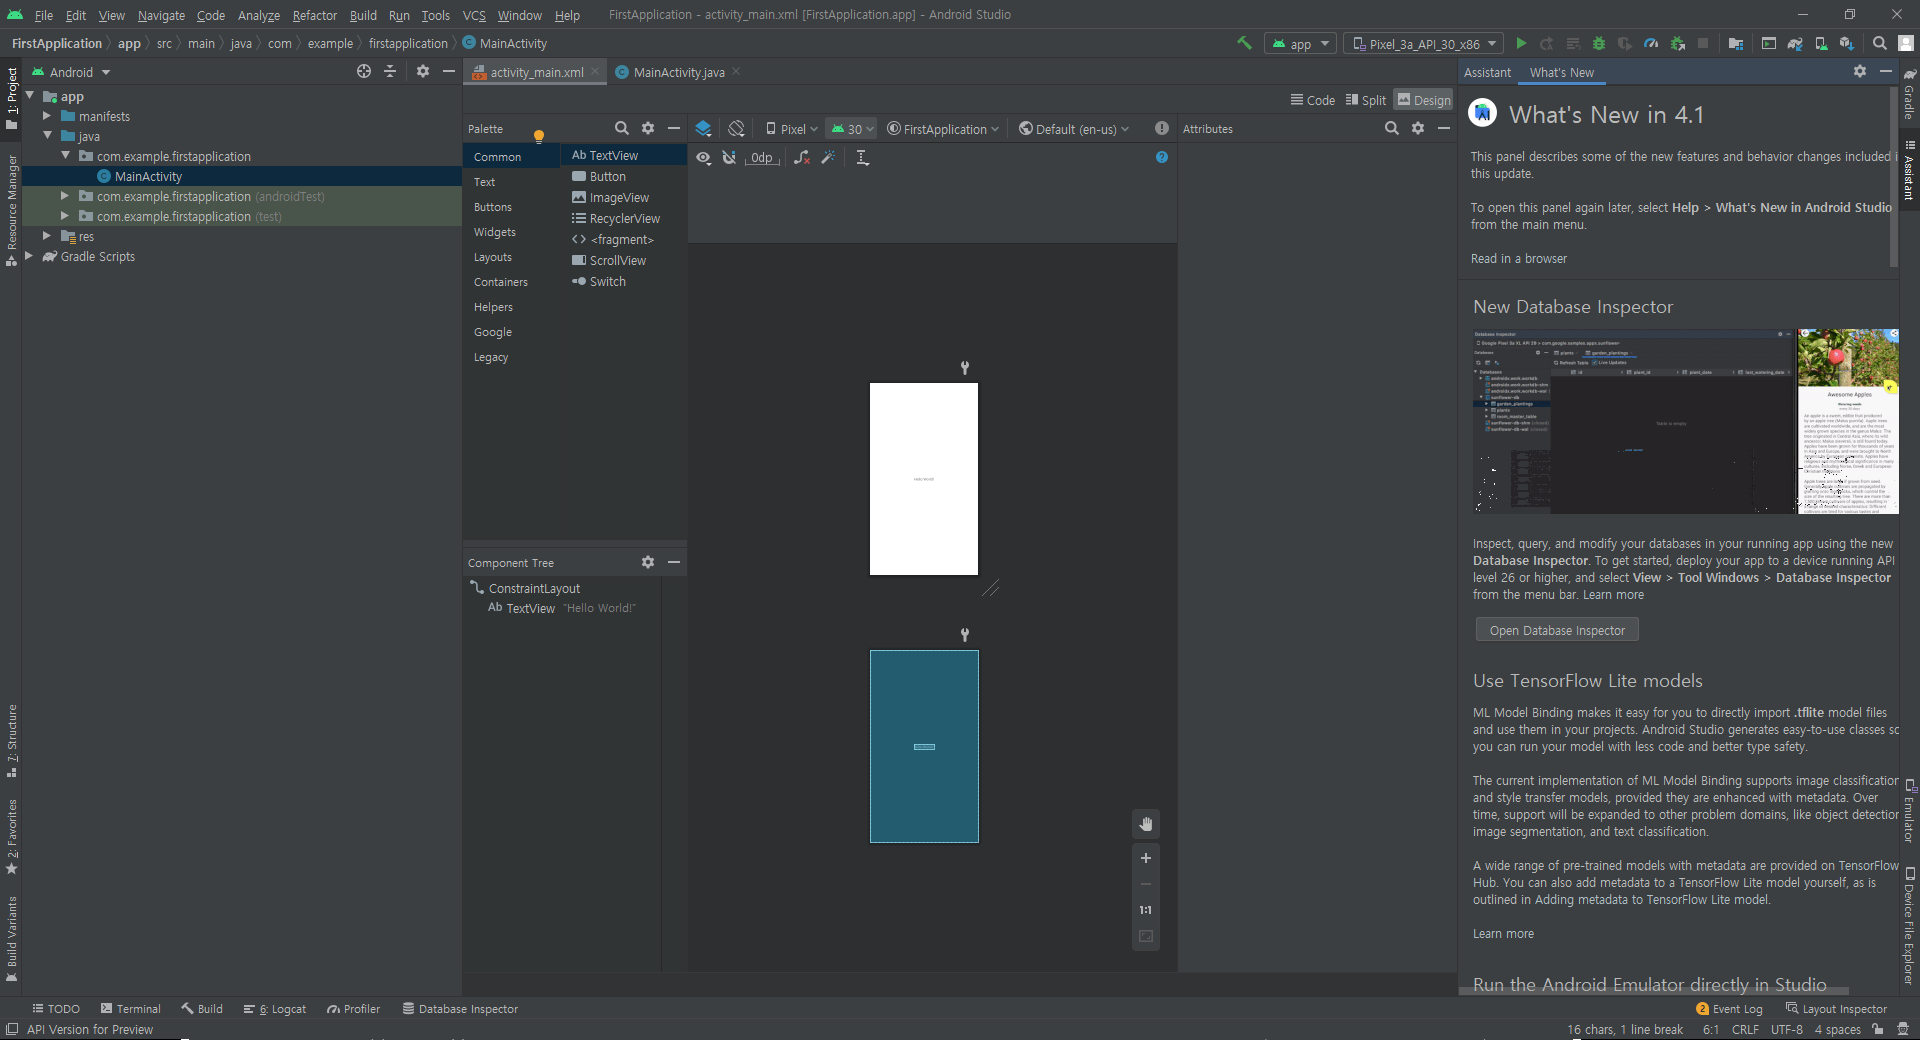 File Edit View Navigate Code Analyze Refactor Build Run Tools VCS Window Help FirstApplication - activity_main.xml [FirstApplication.app] - Android Studio
FirstApplication app src main java com example firstapplication MainActivity app Pixel_3a_API_30_x86
1: Project
Resource Manager
7: Structure
2: Favorites
Build Variants
Android
app
manifests
java
com.example.firstapplication
MainActivity
com.example.firstapplication (androidTest)
com.example.firstapplication (test)
res
Gradle Scripts
activity_main.xml MainActivity.java
Code Split Design
Palette
Common
Text
Buttons
Widgets
Layouts
Containers
Helpers
Google
Legacy
Ab TextView
Button
ImageView
RecyclerView
<fragment>
ScrollView
Switch
Pixel 30 FirstApplication Default (en-us)
0dp
Hello World!
1:1
Component Tree
ConstraintLayout
Ab TextView "Hello World!"
Attributes
Assistant What's New
What's New in 4.1
This panel describes some of the new features and behavior changes included i
this update.
To open this panel again later, select Help > What's New in Android Studio
from the main menu.
Read in a browser
New Database Inspector
Database Inspector
Awesome Apples
Inspect, query, and modify your databases in your running app using the new
Database Inspector. To get started, deploy your app to a device running API
level 26 or higher, and select View > Tool Windows > Database Inspector
from the menu bar. Learn more
Open Database Inspector
Use TensorFlow Lite models
ML Model Binding makes it easy for you to directly import .tflite model files
and use them in your projects. Android Studio generates easy-to-use classes so
you can run your model with less code and better type safety.
The current implementation of ML Model Binding supports image classification
and style transfer models, provided they are enhanced with metadata. Over
time, support will be expanded to other problem domains, like object detection
image segmentation, and text classification.
A wide range of pre-trained models with metadata are provided on TensorFlow
Hub. You can also add metadata to a TensorFlow Lite model yourself, as is
outlined in Adding metadata to TensorFlow Lite model.
Learn more
Run the Android Emulator directly in Studio
Gradle
Assistant
Emulator
Device File Explorer
TODO Terminal Build 6: Logcat Profiler Database Inspector 2 Event Log Layout Inspector
API Version for Preview 16 chars, 1 line break 6:1 CRLF UTF-8 4 spaces